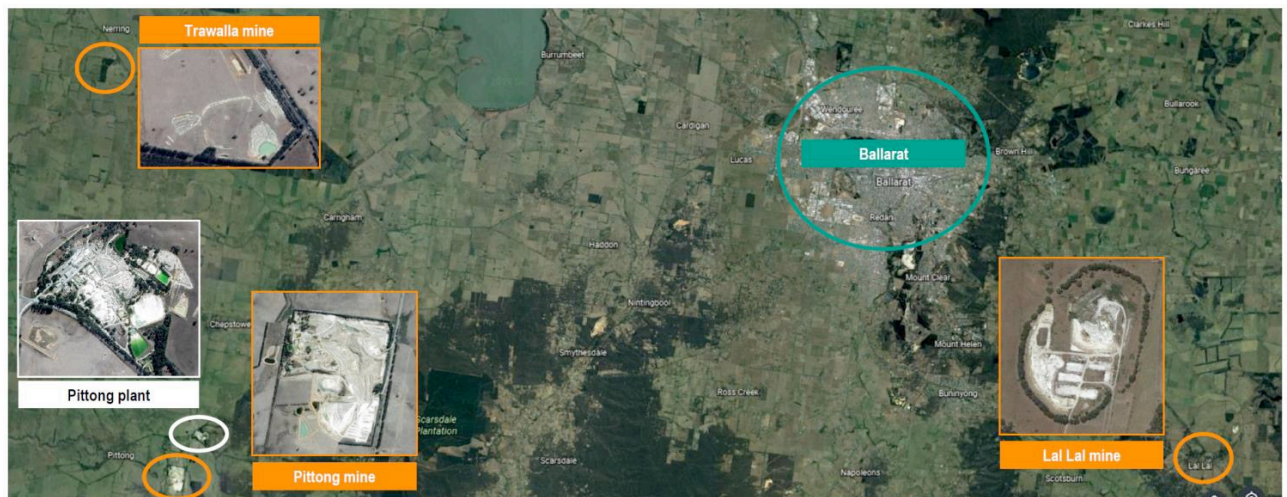 Nerring
Trawalla mine
Burrumbeet
Clarkes Hill
Wendouree
Bullarook
Cardigan
Lucas
Ballarat
Brown Hill
Bungaree
Ballarat
Carngham
Redan
Haddon
Mount Clear
Nintingbool
Chepstowe
Smythesdale
Mount Helen
Pittong plant
Ross Creek
Buninyong
Scarsdale
Plantation
Pittong
Pittong mine
Scarsdale
Napoleons
Lal Lal mine
Lal Lal
Scotsburn